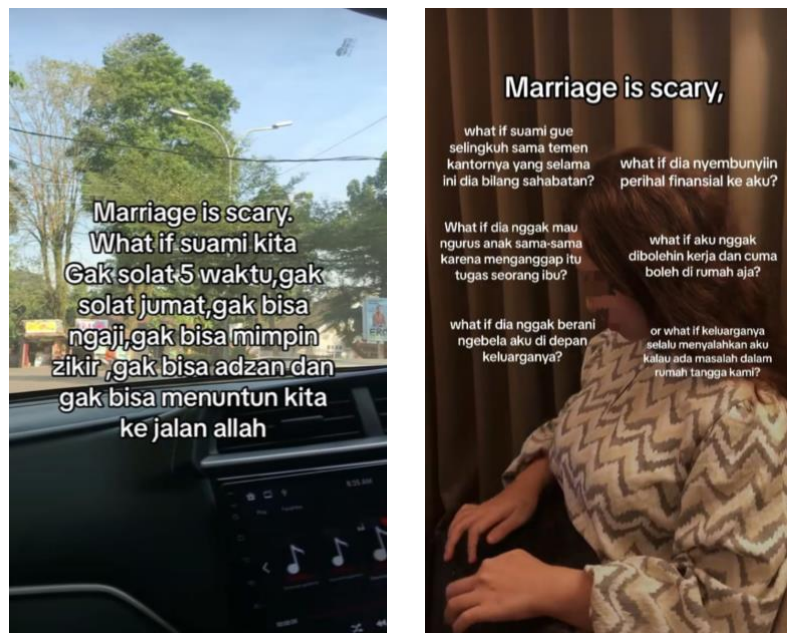 Marriage is scary.
What if suami kita
Gak solat 5 waktu,gak
solat jumat,gak bisa
ngaji,gak bisa mimpin
zikir ,gak bisa adzan dan
gak bisa menuntun kita
ke jalan allah
Marriage is scary,
what if suami gue
selingkuh sama temen
kantornya yang selama
ini dia bilang sahabatan?
what if dia nyembunyiin
perihal finansial ke aku?
What if dia nggak mau
ngurus anak sama-sama
karena menganggap itu
tugas seorang ibu?
what if aku nggak
dibolehin kerja dan cuma
boleh di rumah aja?
what if dia nggak berani
ngebela aku di depan
keluarganya?
or what if keluarganya
selalu menyalahkan aku
kalau ada masalah dalam
rumah tangga kami?